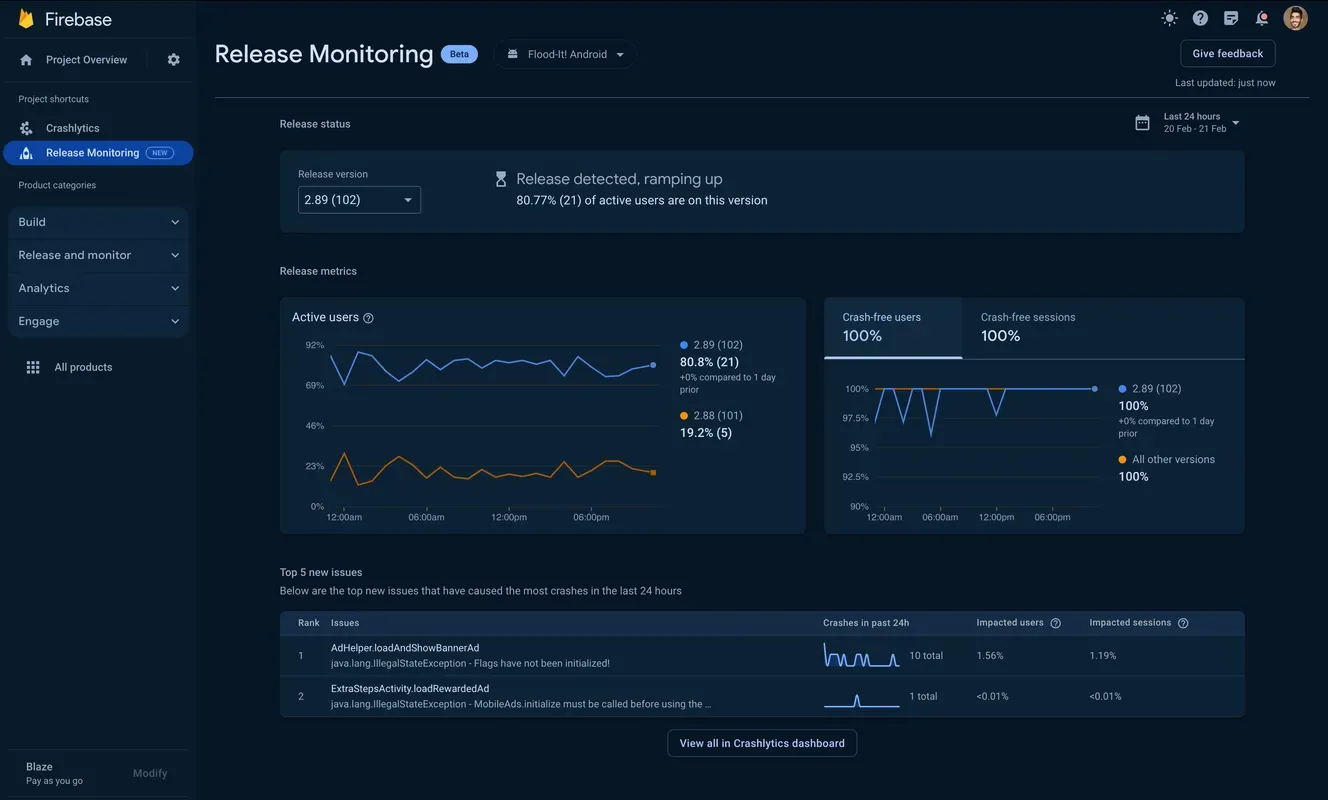 Firebase
Project Overview
Project shortcuts
Crashlytics
Release Monitoring NEW
Product categories
Build
Release and monitor
Analytics
Engage
All products
Blaze
Pay as you go
Modify
Release Monitoring Beta
Flood-It! Android
Give feedback
Last updated: just now
Release status
Last 24 hours
20 Feb - 21 Feb
Release version
2.89 (102)
Release detected, ramping up
80.77% (21) of active users are on this version
Release metrics
Active users
92%
69%
46%
23%
0%
12:00am 06:00am 12:00pm 06:00pm
2.89 (102)
80.8% (21)
+0% compared to 1 day
prior
2.88 (101)
19.2% (5)
Crash-free users
100%
Crash-free sessions
100%
100%
97.5%
95%
92.5%
90%
12:00am 06:00am 12:00pm 06:00pm
2.89 (102)
100%
+0% compared to 1 day
prior
All other versions
100%
Top 5 new issues
Below are the top new issues that have caused the most crashes in the last 24 hours
Rank Issues Crashes in past 24h Impacted users Impacted sessions
1 AdHelper.loadAndShowBannerAd
java.lang.IllegalStateException - Flags have not been initialized!
10 total 1.56% 1.19%
2 ExtraStepsActivity.loadRewardedAd
java.lang.IllegalStateException - MobileAds.initialize must be called before using the ...
1 total <0.01% <0.01%
View all in Crashlytics dashboard